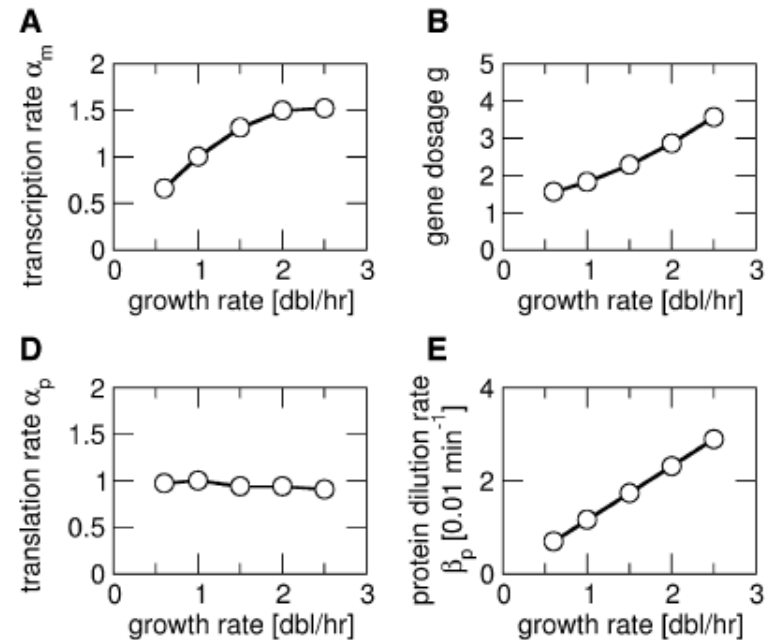 A
transcription rate αm
2
1.5
1
0.5
0
0 1 2 3
growth rate [dbl/hr]
B
gene dosage g
5
4
3
2
1
0
0 1 2 3
growth rate [dbl/hr]
D
translation rate αp
2
1.5
1
0.5
0
0 1 2 3
growth rate [dbl/hr]
E
protein dilution rate
βp [0.01 min⁻¹]
4
2
0
0 1 2 3
growth rate [dbl/hr]